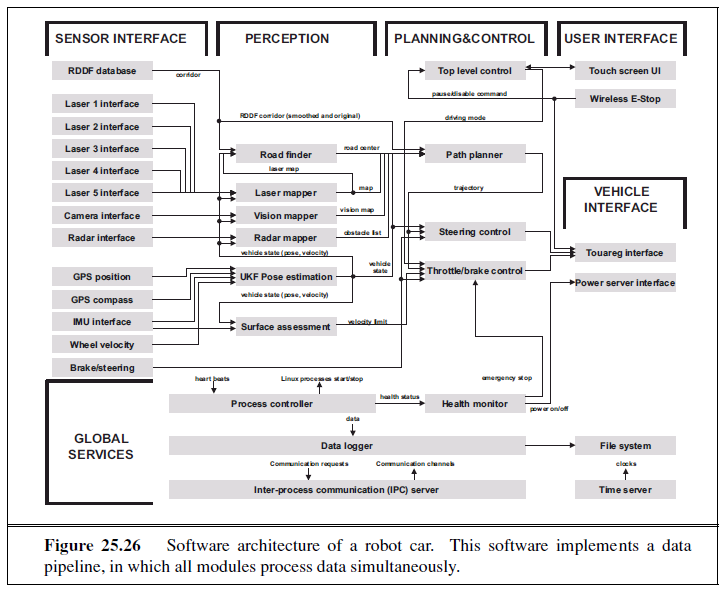 SENSOR INTERFACE
PERCEPTION
PLANNING&CONTROL
USER INTERFACE
RDDF database
corridor
Top level control
Touch screen UI
pause/disable command
Wireless E-Stop
Laser 1 interface
Laser 2 interface
Laser 3 interface
Laser 4 interface
Laser 5 interface
Camera interface
Radar interface
RDDF corridor (smoothed and original)
driving mode
Road finder
road center
Path planner
laser map
Laser mapper
map
trajectory
VEHICLE
INTERFACE
Vision mapper
vision map
Radar mapper
obstacle list
Steering control
vehicle state (pose, velocity)
vehicle
state
Touareg interface
GPS position
UKF Pose estimation
Throttle/brake control
Power server interface
GPS compass
vehicle state (pose, velocity)
IMU interface
Surface assessment
velocity limit
Wheel velocity
Brake/steering
emergency stop
heart beats
Linux processes start/stop
health status
power on/off
Process controller
Health monitor
GLOBAL
SERVICES
data
Data logger
File system
Communication requests
Communication channels
clocks
Inter-process communication (IPC) server
Time server
Figure 25.26 Software architecture of a robot car. This software implements a data
pipeline, in which all modules process data simultaneously.